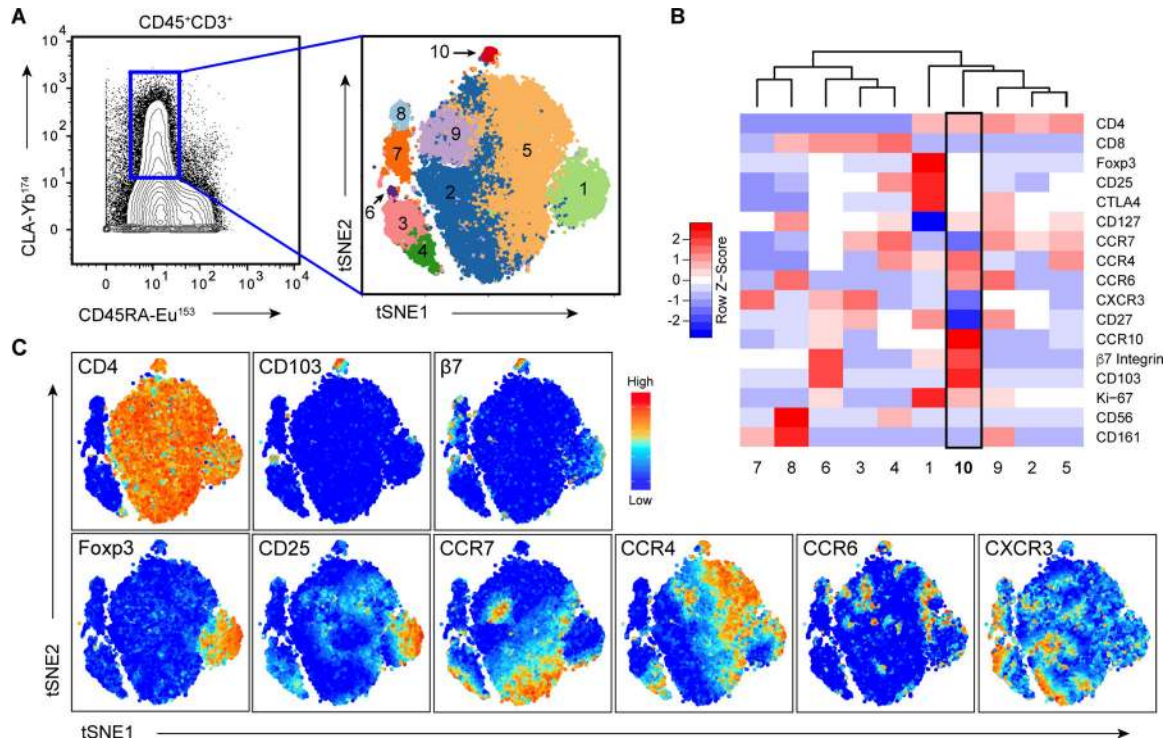 A
CD45⁺CD3⁺
10⁴
10³
10²
10¹
0
CLA-Yb¹⁷⁴
0 10¹ 10² 10³ 10⁴
CD45RA-Eu¹⁵³
10
8
9
7
5
1
2
6
3
4
tSNE2
tSNE1
B
CD4
CD8
Foxp3
CD25
CTLA4
CD127
CCR7
CCR4
CCR6
CXCR3
CD27
CCR10
β7 Integrin
CD103
Ki-67
CD56
CD161
7 8 6 3 4 1 10 9 2 5
2
1
0
-1
-2
Row Z-Score
C
CD4 CD103 β7
High
Low
Foxp3 CD25 CCR7 CCR4 CCR6 CXCR3
tSNE2
tSNE1